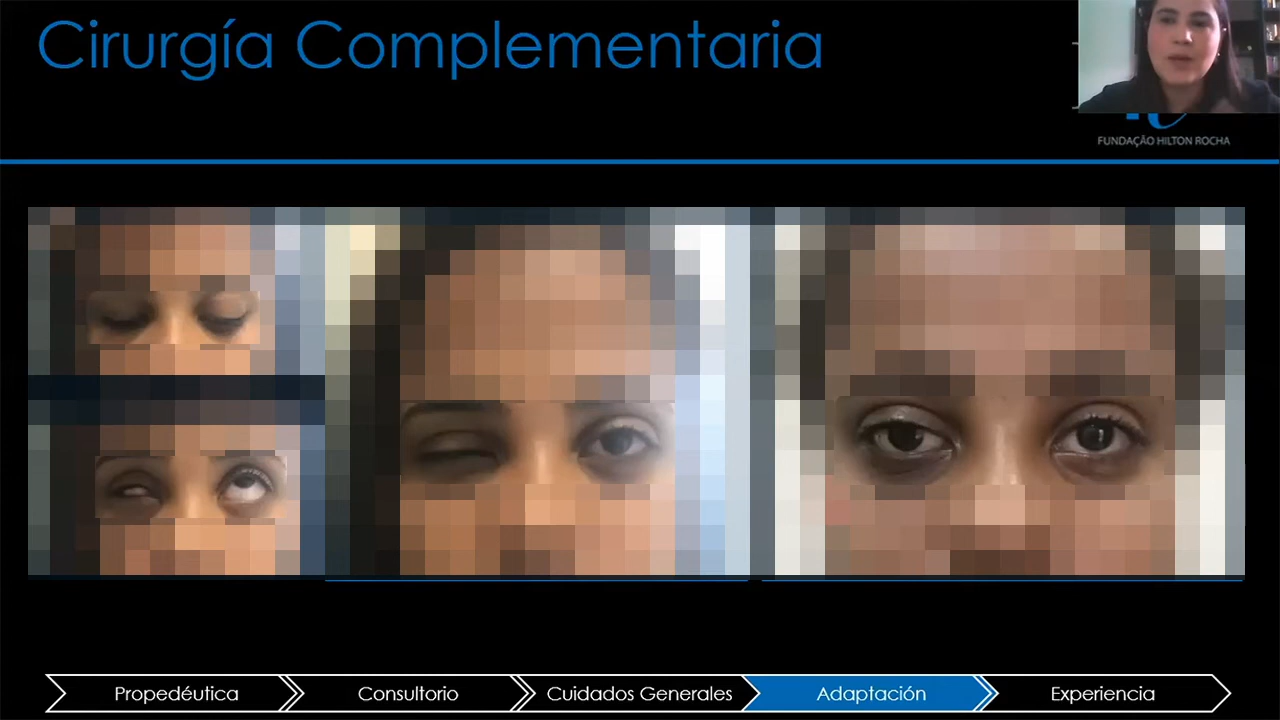 Cirurgía Complementaria
FUNDAÇÃO HILTON ROCHA
Propedéutica
Consultorio
Cuidados Generales
Adaptación
Experiencia